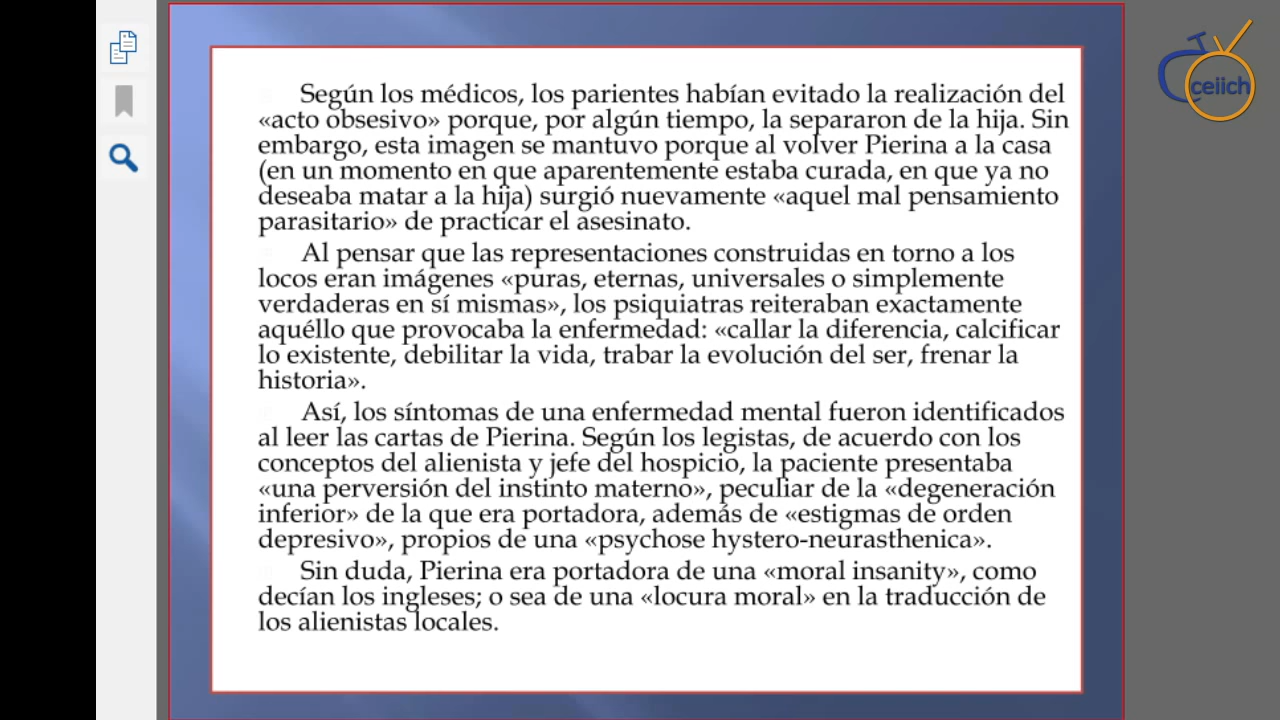 Según los médicos, los parientes habían evitado la realización del
«acto obsesivo» porque, por algún tiempo, la separaron de la hija. Sin
embargo, esta imagen se mantuvo porque al volver Pierina a la casa
(en un momento en que aparentemente estaba curada, en que ya no
deseaba matar a la hija) surgió nuevamente «aquel mal pensamiento
parasitario» de practicar el asesinato.
Al pensar que las representaciones construidas en torno a los
locos eran imágenes «puras, eternas, universales o simplemente
verdaderas en sí mismas», los psiquiatras reiteraban exactamente
aquéllo que provocaba la enfermedad: «callar la diferencia, calcificar
lo existente, debilitar la vida, trabar la evolución del ser, frenar la
historia».
Así, los síntomas de una enfermedad mental fueron identificados
al leer las cartas de Pierina. Según los legistas, de acuerdo con los
conceptos del alienista y jefe del hospicio, la paciente presentaba
«una perversión del instinto materno», peculiar de la «degeneración
inferior» de la que era portadora, además de «estigmas de orden
depresivo», propios de una «psychose hystero-neurasthenica».
Sin duda, Pierina era portadora de una «moral insanity», como
decían los ingleses; o sea de una «locura moral» en la traducción de
los alienistas locales.
TV
ceiich